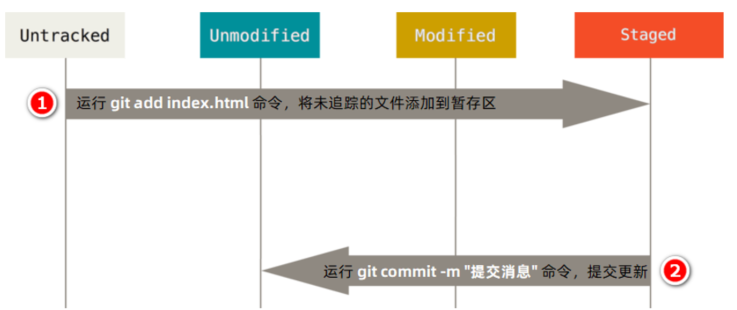 Untracked
Unmodified
Modified
Staged
1
运行 git add index.html 命令，将未追踪的文件添加到暂存区
运行 git commit -m "提交消息" 命令，提交更新
2